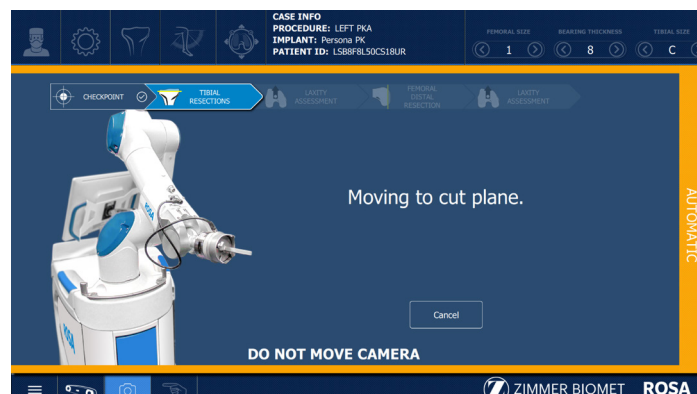 CASE INFO
PROCEDURE: LEFT PKA
IMPLANT: Persona PK
PATIENT ID: LSB8F8L50CS18UR
FEMORAL SIZE
1
BEARING THICKNESS
8
TIBIAL SIZE
C
CHECKPOINT
TIBIAL
RESECTIONS
LAXITY
ASSESSMENT
FEMORAL
DISTAL
RESECTION
LAXITY
ASSESSMENT
ROSA
Moving to cut plane.
AUTOMATIC
Cancel
ROSA
DO NOT MOVE CAMERA
ZIMMER BIOMET
ROSA